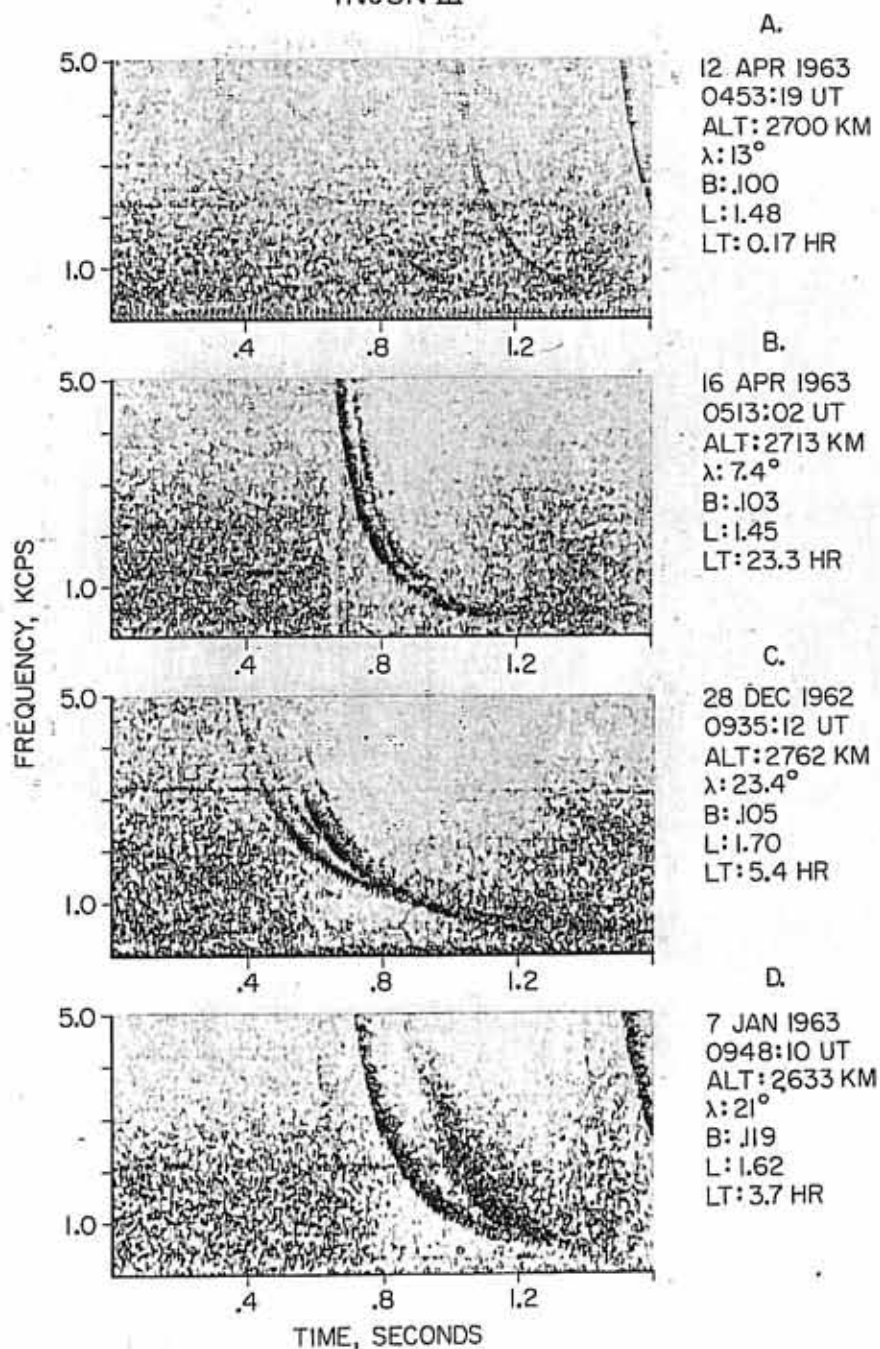 INJUN III
A.
5.0
1.0
.4
.8
1.2
12 APR 1963
0453:19 UT
ALT: 2700 KM
λ: 13°
B: .100
L: 1.48
LT: 0.17 HR
B.
5.0
1.0
.4
.8
1.2
16 APR 1963
0513:02 UT
ALT: 2713 KM
λ: 7.4°
B: .103
L: 1.45
LT: 23.3 HR
C.
5.0
1.0
.4
.8
1.2
28 DEC 1962
0935:12 UT
ALT: 2762 KM
λ: 23.4°
B: .105
L: 1.70
LT: 5.4 HR
D.
5.0
1.0
.4
.8
1.2
7 JAN 1963
0948:10 UT
ALT: 2633 KM
λ: 21°
B: .119
L: 1.62
LT: 3.7 HR
FREQUENCY, KCPS
TIME, SECONDS